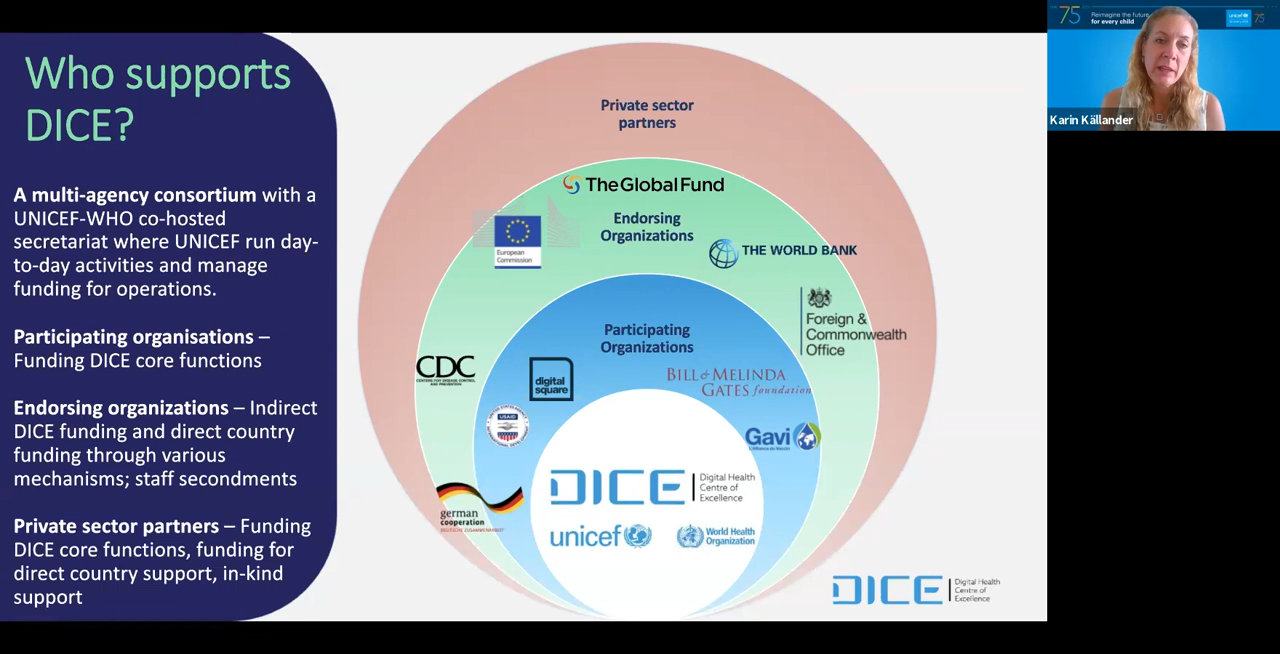 Who supports
DICE?
A multi-agency consortium with a
UNICEF-WHO co-hosted
secretariat where UNICEF run day-
to-day activities and manage
funding for operations.
Participating organisations –
Funding DICE core functions
Endorsing organizations – Indirect
DICE funding and direct country
funding through various
mechanisms; staff secondments
Private sector partners – Funding
DICE core functions, funding for
direct country support, in-kind
support
Private sector
partners
The Global Fund
Endorsing
Organizations
European
Commission
THE WORLD BANK
Foreign &
Commonwealth
Office
Participating
Organizations
CDC
CENTERS FOR DISEASE CONTROL
AND PREVENTION
digital
square
BILL & MELINDA
GATES foundation
USAID
Gavi
german
cooperation
DEUTSCHE ZUSAMMENARBEIT
DICE
Digital Health
Centre of
Excellence
unicef
World Health
Organization
DICE
Digital Health
Centre of
Excellence
75
Reimagine the future
for every child
unicef
75
Karin Källander